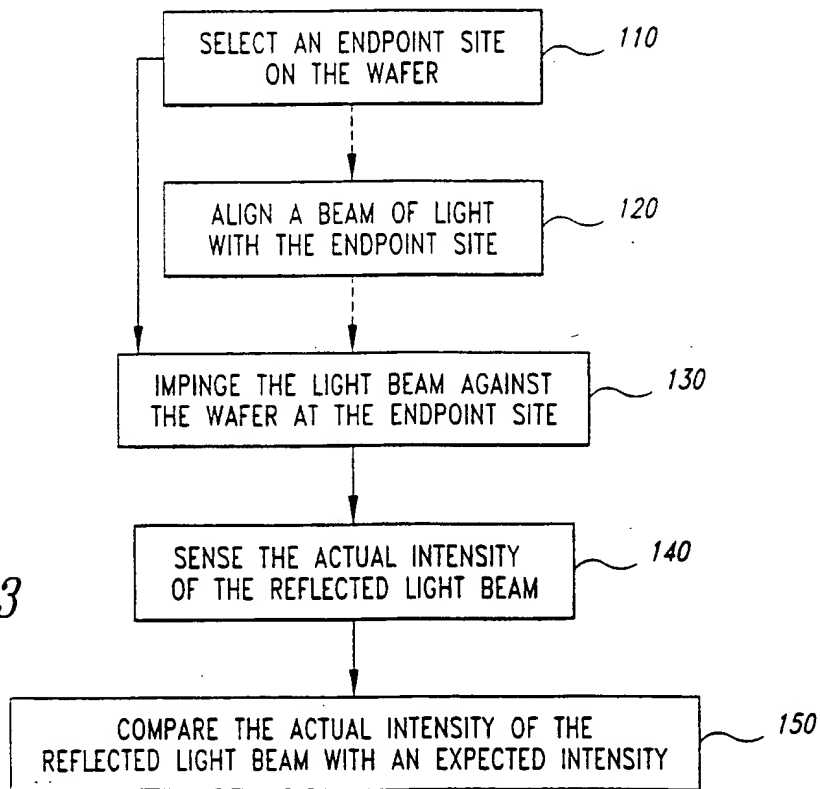 SELECT AN ENDPOINT SITE
ON THE WAFER
110
ALIGN A BEAM OF LIGHT
WITH THE ENDPOINT SITE
120
IMPINGE THE LIGHT BEAM AGAINST
THE WAFER AT THE ENDPOINT SITE
130
SENSE THE ACTUAL INTENSITY
OF THE REFLECTED LIGHT BEAM
140
3
COMPARE THE ACTUAL INTENSITY OF THE
REFLECTED LIGHT BEAM WITH AN EXPECTED INTENSITY
150